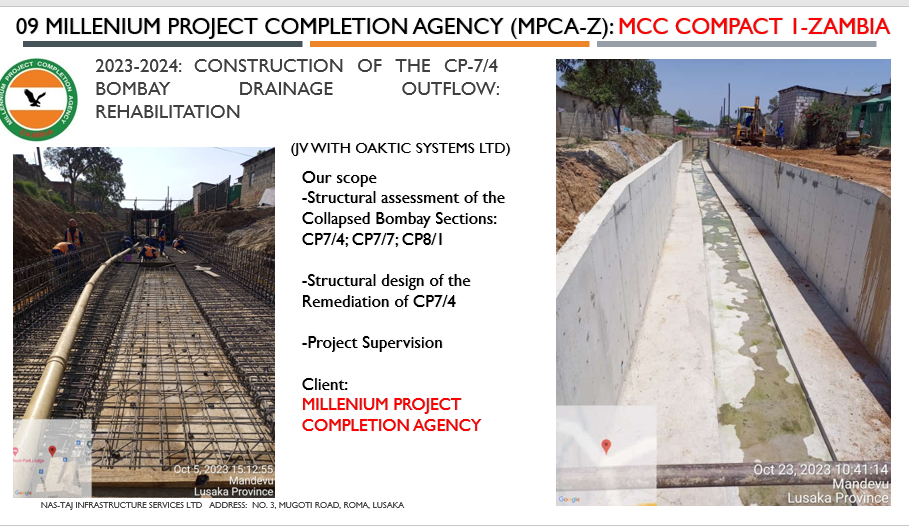 09 MILLENIUM PROJECT COMPLETION AGENCY (MPCA-Z): MCC COMPACT 1-ZAMBIA
MILLENIUM PROJECT COMPLETION AGENCY
2023-2024: CONSTRUCTION OF THE CP-7/4
BOMBAY DRAINAGE OUTFLOW:
REHABILITATION
(JV WITH OAKTIC SYSTEMS LTD)
Our scope
-Structural assessment of the
Collapsed Bombay Sections:
CP7/4; CP7/7; CP8/1
-Structural design of the
Remediation of CP7/4
-Project Supervision
Client:
MILLENIUM PROJECT
COMPLETION AGENCY
Google
Oct 5, 2023 15:12:55
Mandevu
Lusaka Province
Google
Oct 23, 2023 10:41:14
Mandevu
Lusaka Province
NAS-TAJ INFRASTRUCTURE SERVICES LTD ADDRESS: NO. 3, MUGOTI ROAD, ROMA, LUSAKA